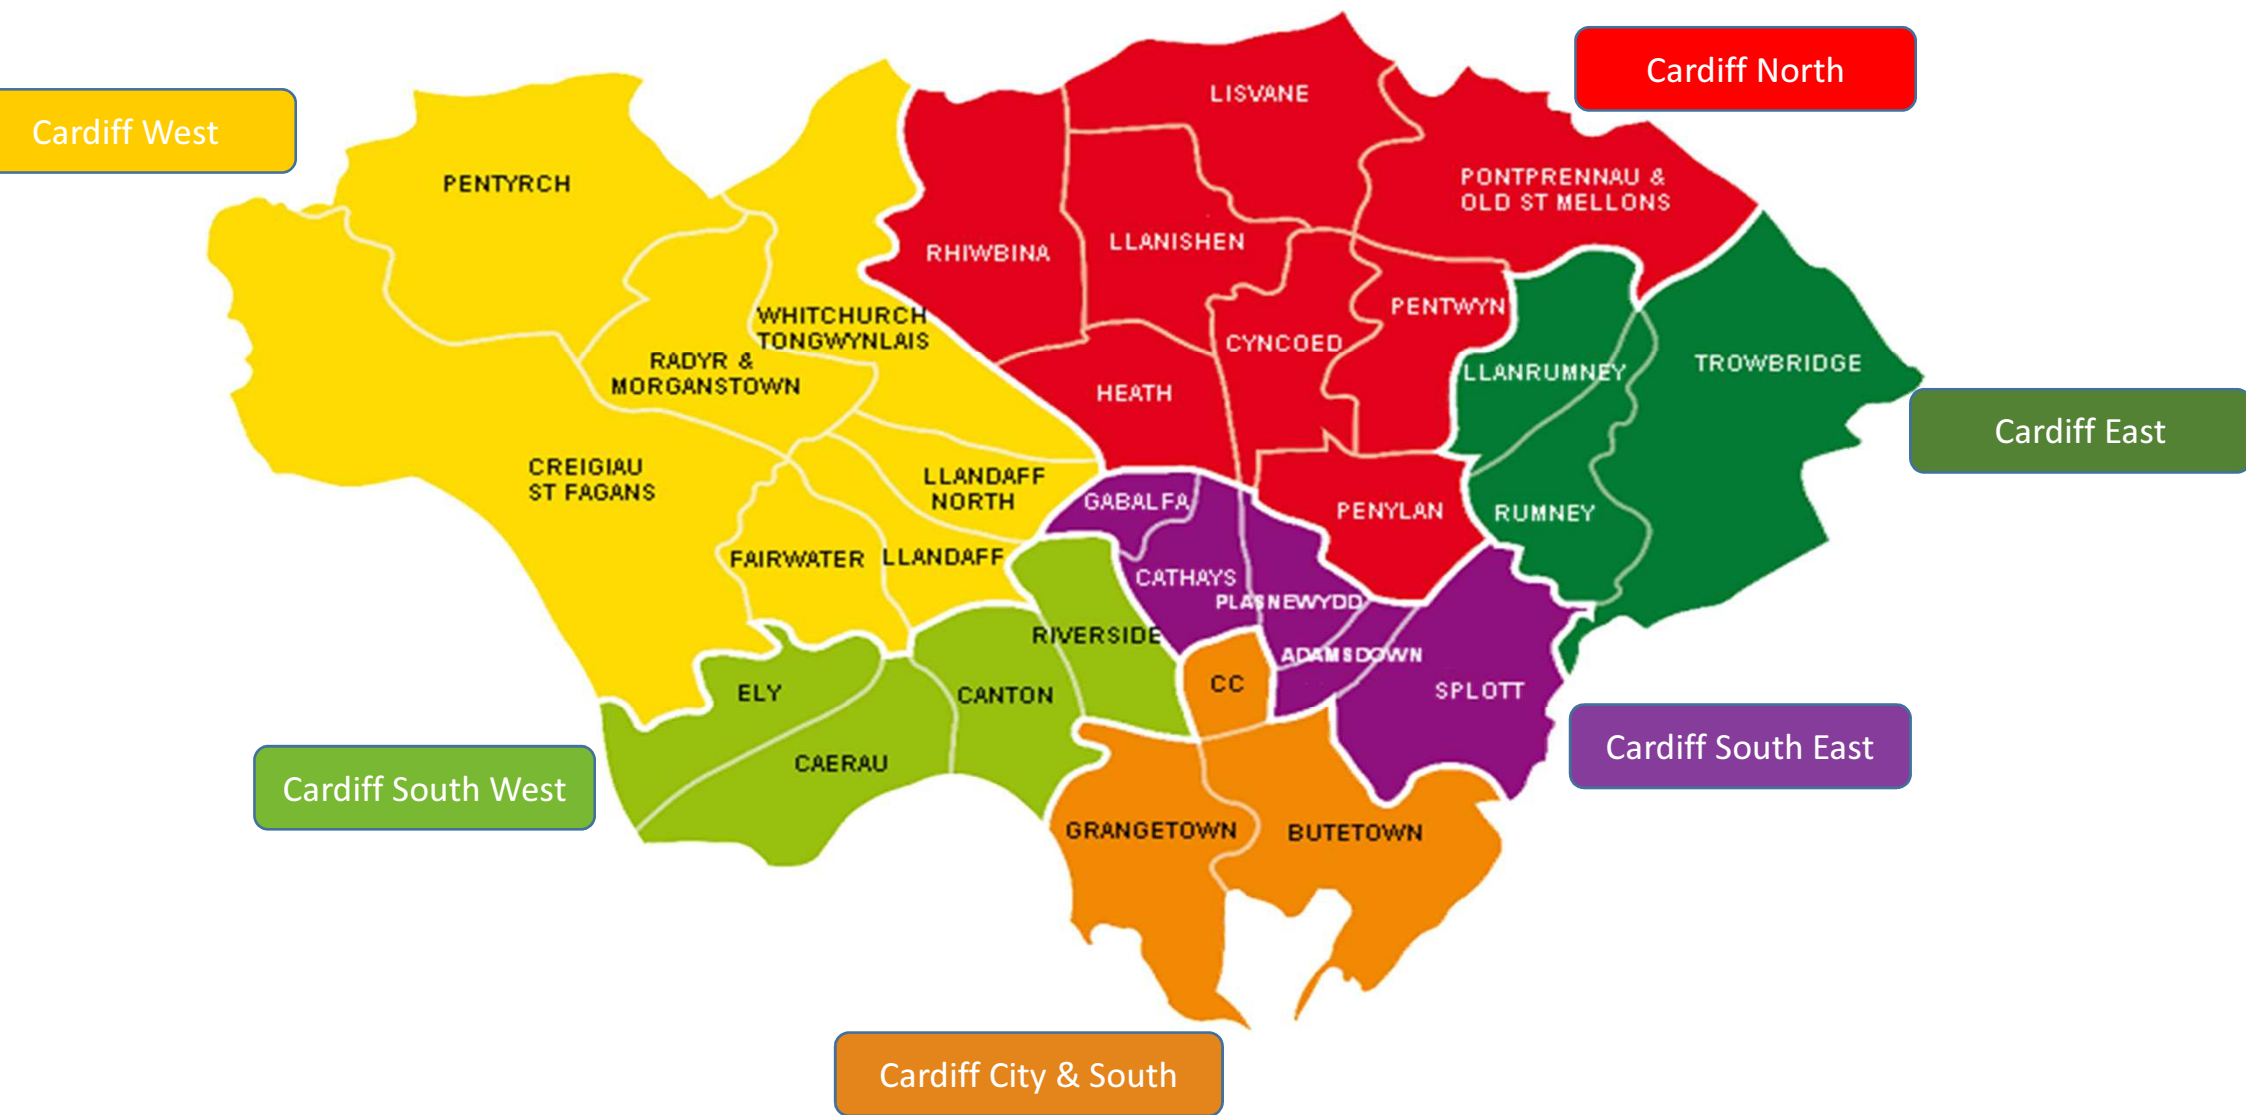 Cardiff North
Cardiff West
LISVANE
PENTYRCH
PONTPRENNAU &
OLD ST MELLONS
RHIWBINA
LLANISHEN
PENTWYN
WHITCHURCH
TONGWYNLAIS
CYNCOED
RADYR &
MORGANSTOWN
LLANRUMNEY
TROWBRIDGE
HEATH
Cardiff East
CREIGIAU
ST FAGANS
LLANDAFF
NORTH
GABALFA
PENYLAN
RUMNEY
FAIRWATER
LLANDAFF
CATHAYS
PLASNEWYDD
RIVERSIDE
ADAMSDOWN
CC
ELY
CANTON
SPLOTT
Cardiff South East
CAERAU
Cardiff South West
GRANGETOWN
BUTETOWN
Cardiff City & South